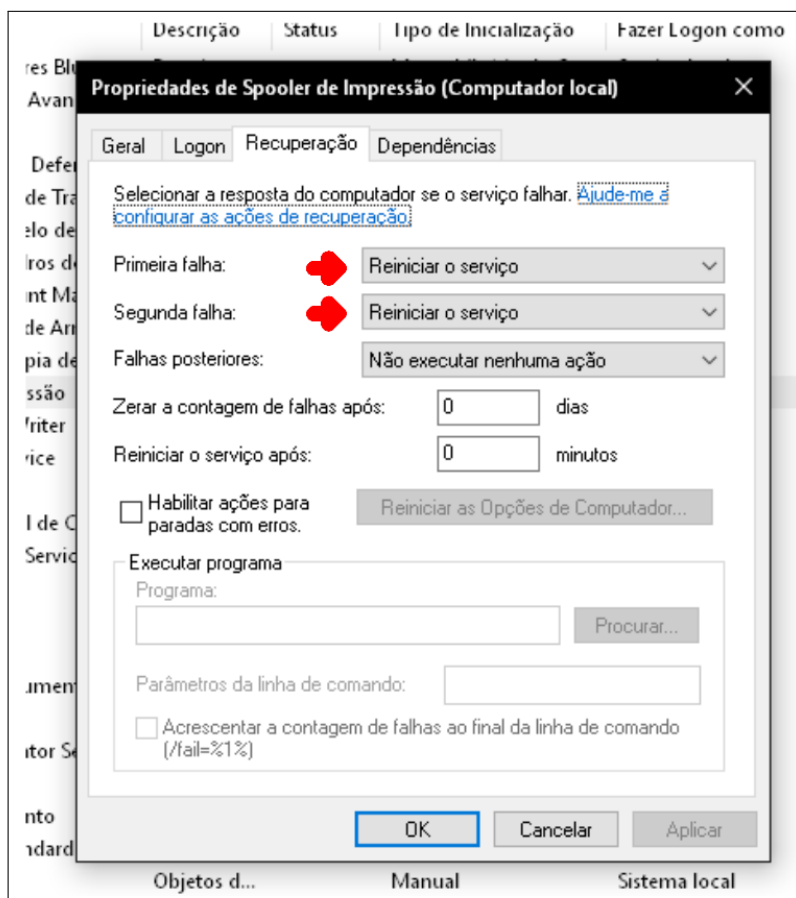 Descrição Status Tipo de Inicialização Fazer Logon como
Propriedades de Spooler de Impressão (Computador local)
Geral Logon Recuperação Dependências
Selecionar a resposta do computador se o serviço falhar. Ajude-me a
configurar as ações de recuperação.
Primeira falha: Reiniciar o serviço
Segunda falha: Reiniciar o serviço
Falhas posteriores: Não executar nenhuma ação
Zerar a contagem de falhas após: 0 dias
Reiniciar o serviço após: 0 minutos
Habilitar ações para
paradas com erros.
Reiniciar as Opções de Computador...
Executar programa
Programa:
Procurar...
Parâmetros da linha de comando:
Acrescentar a contagem de falhas ao final da linha de comando
(/fail=%1%)
OK Cancelar Aplicar
Objetos d... Manual Sistema local